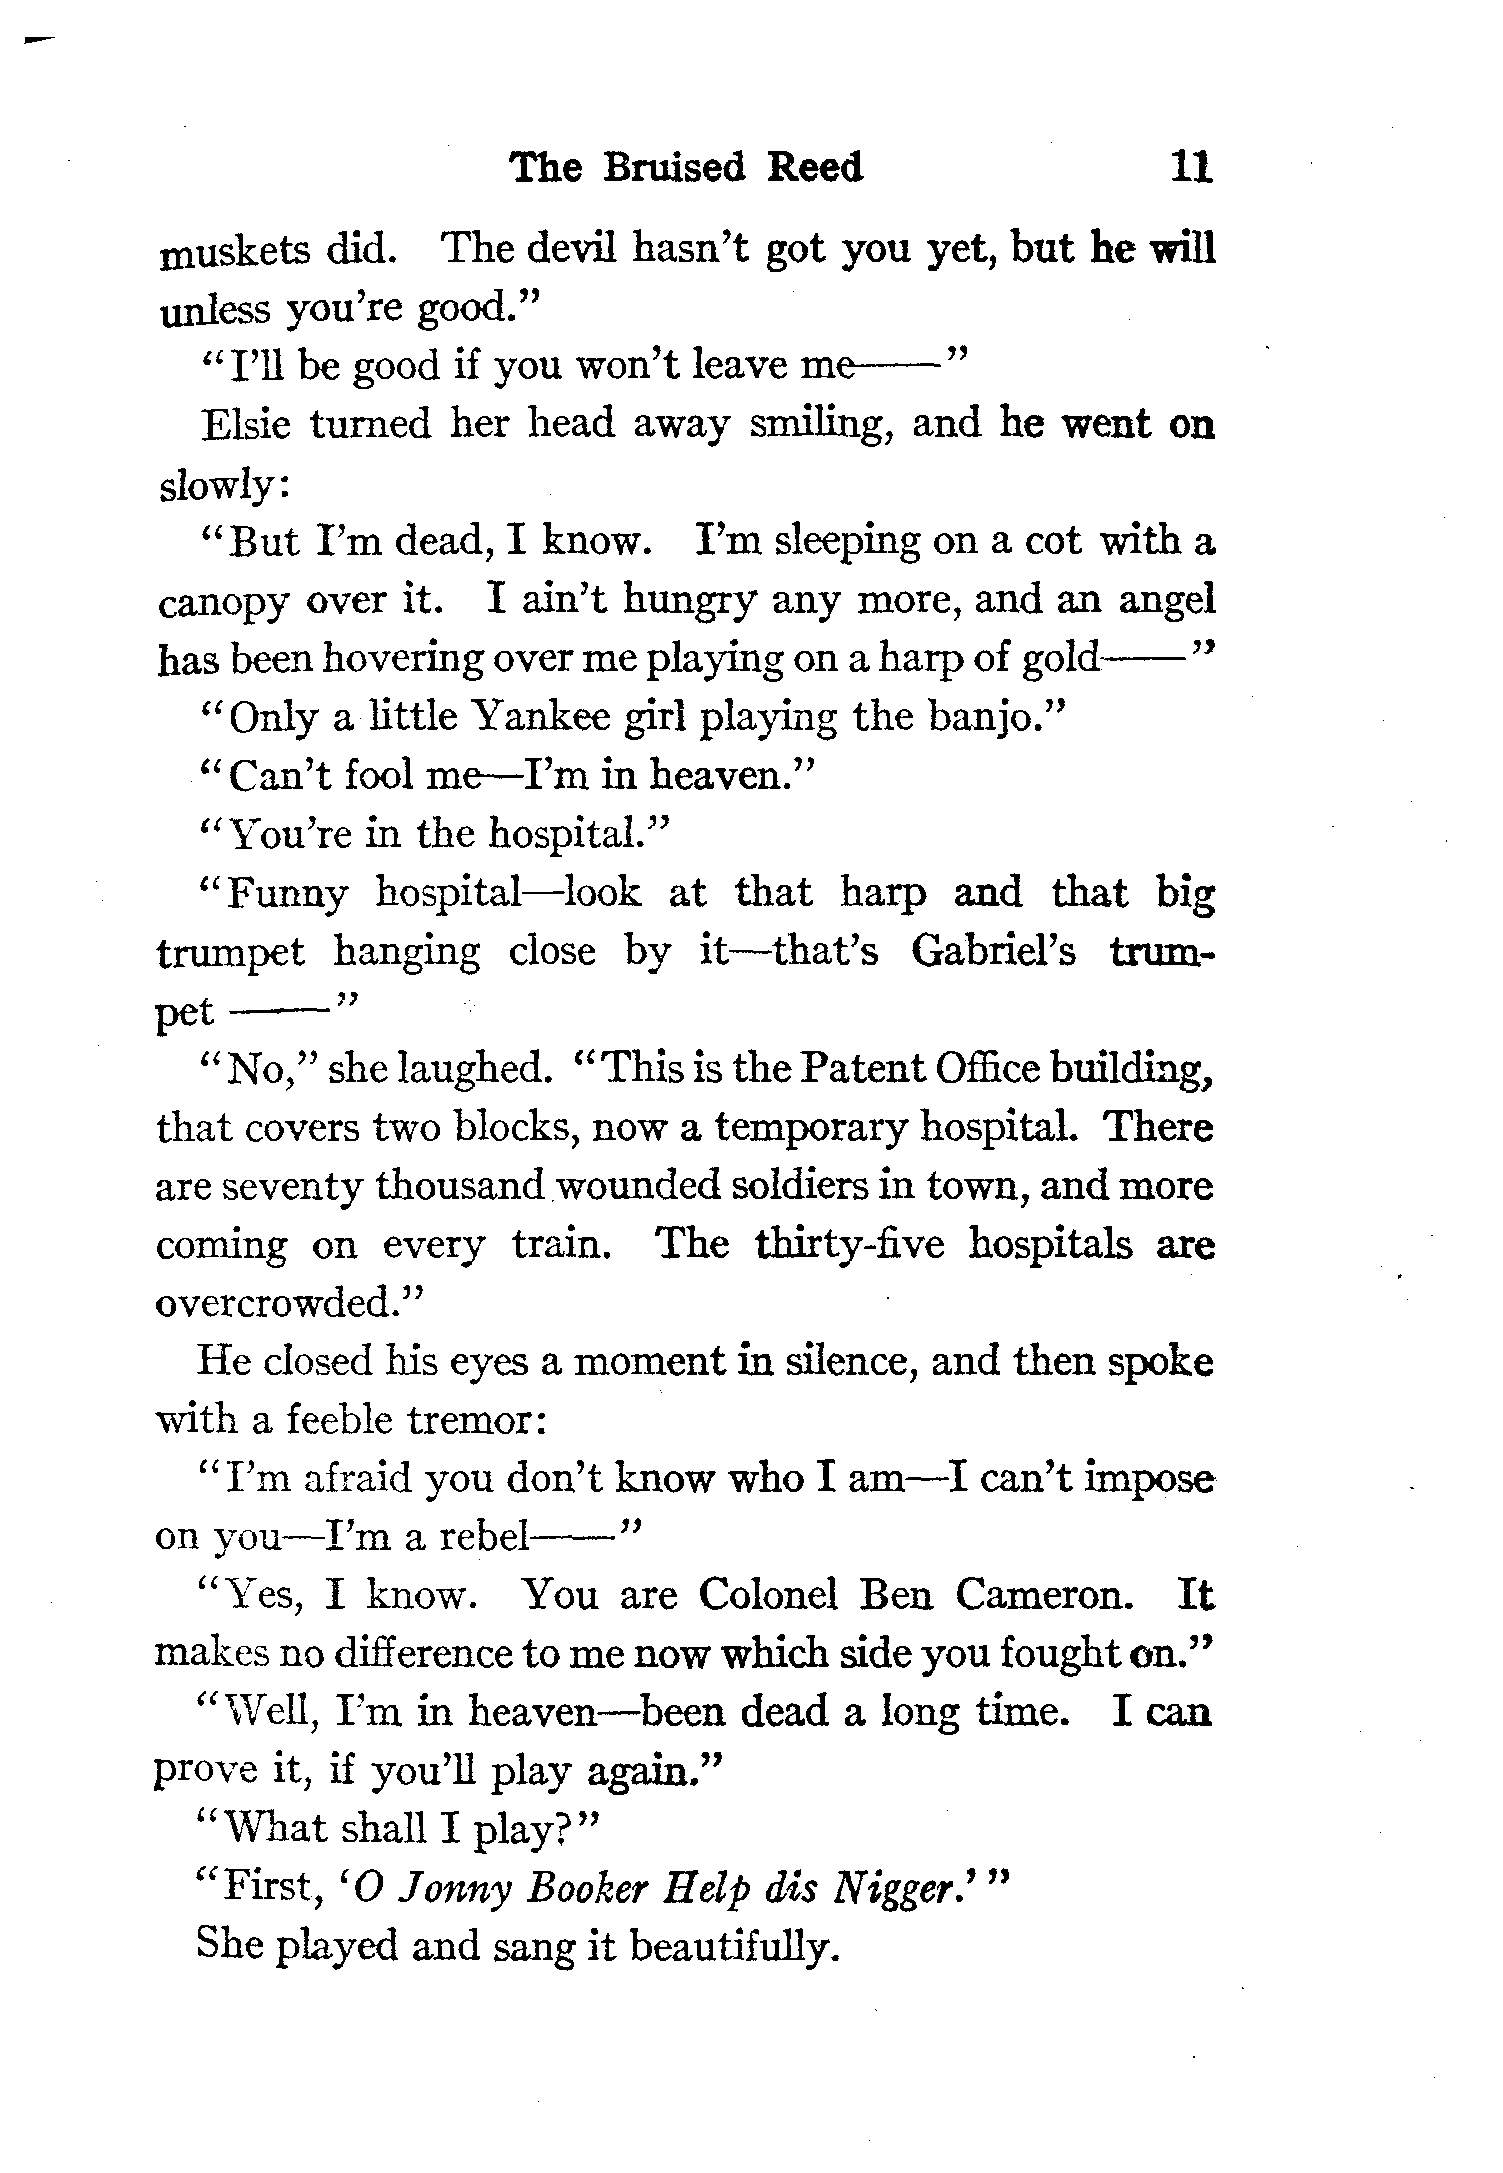 The Bruised Reed 11
muskets did. The devil hasn't got you yet, but he will
unless you're good."
"I'll be good if you won't leave me——"
Elsie turned her head away smiling, and he went on
slowly:
"But I'm dead, I know. I'm sleeping on a cot with a
canopy over it. I ain't hungry any more, and an angel
has been hovering over me playing on a harp of gold——"
"Only a little Yankee girl playing the banjo."
"Can't fool me—I'm in heaven."
"You're in the hospital."
"Funny hospital—look at that harp and that big
trumpet hanging close by it—that's Gabriel's trum-
pet ——"
"No," she laughed. "This is the Patent Office building,
that covers two blocks, now a temporary hospital. There
are seventy thousand wounded soldiers in town, and more
coming on every train. The thirty-five hospitals are
overcrowded."
He closed his eyes a moment in silence, and then spoke
with a feeble tremor:
"I'm afraid you don't know who I am—I can't impose
on you—I'm a rebel——"
"Yes, I know. You are Colonel Ben Cameron. It
makes no difference to me now which side you fought on."
"Well, I'm in heaven—been dead a long time. I can
prove it, if you'll play again."
"What shall I play?"
"First, 'O Jonny Booker Help dis Nigger.'"
She played and sang it beautifully.